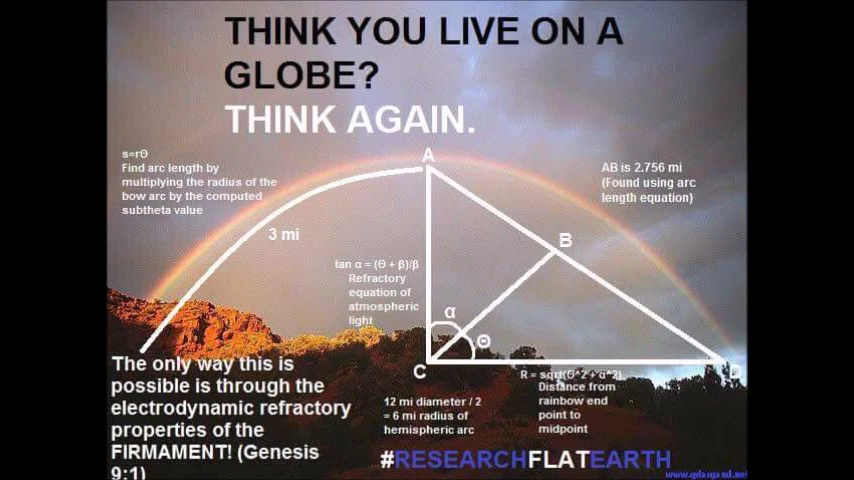 THINK YOU LIVE ON A
GLOBE?
THINK AGAIN.
s=rΘ
Find arc length by
multiplying the radius of the
bow arc by the computed
subtheta value
A
AB is 2.756 mi
(Found using arc
length equation)
3 mi
B
tan α = (Θ + β)/β
Refractory
equation of
atmospheric
light
α
Θ
C
D
The only way this is
possible is through the
electrodynamic refractory
properties of the
FIRMAMENT! (Genesis
9:1)
12 mi diameter / 2
= 6 mi radius of
hemispheric arc
R = sqrt(Θ^2 + α^2)
Distance from
rainbow end
point to
midpoint
#RESEARCHFLATEARTH